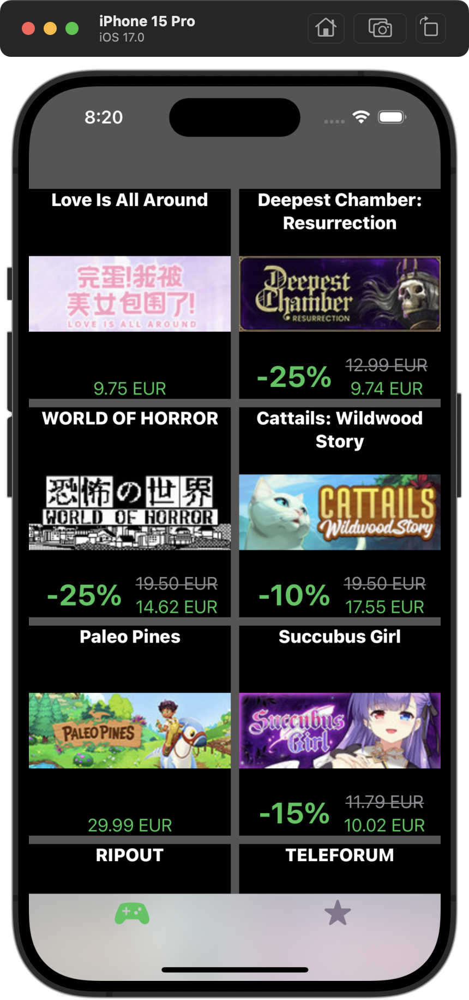 iPhone 15 Pro
iOS 17.0
8:20
Love Is All Around
完蛋!我被
美女包围了!
LOVE IS ALL AROUND
9.75 EUR
Deepest Chamber:
Resurrection
Deepest
Chamber
RESURRECTION
-25%
12.99 EUR
9.74 EUR
WORLD OF HORROR
恐怖の世界
WORLD OF HORROR
-25%
19.50 EUR
14.62 EUR
Cattails: Wildwood
Story
CATTAILS
Wildwood Story
-10%
19.50 EUR
17.55 EUR
Paleo Pines
PALEO PINES
29.99 EUR
Succubus Girl
Succubus
Girl
-15%
11.79 EUR
10.02 EUR
RIPOUT
TELEFORUM